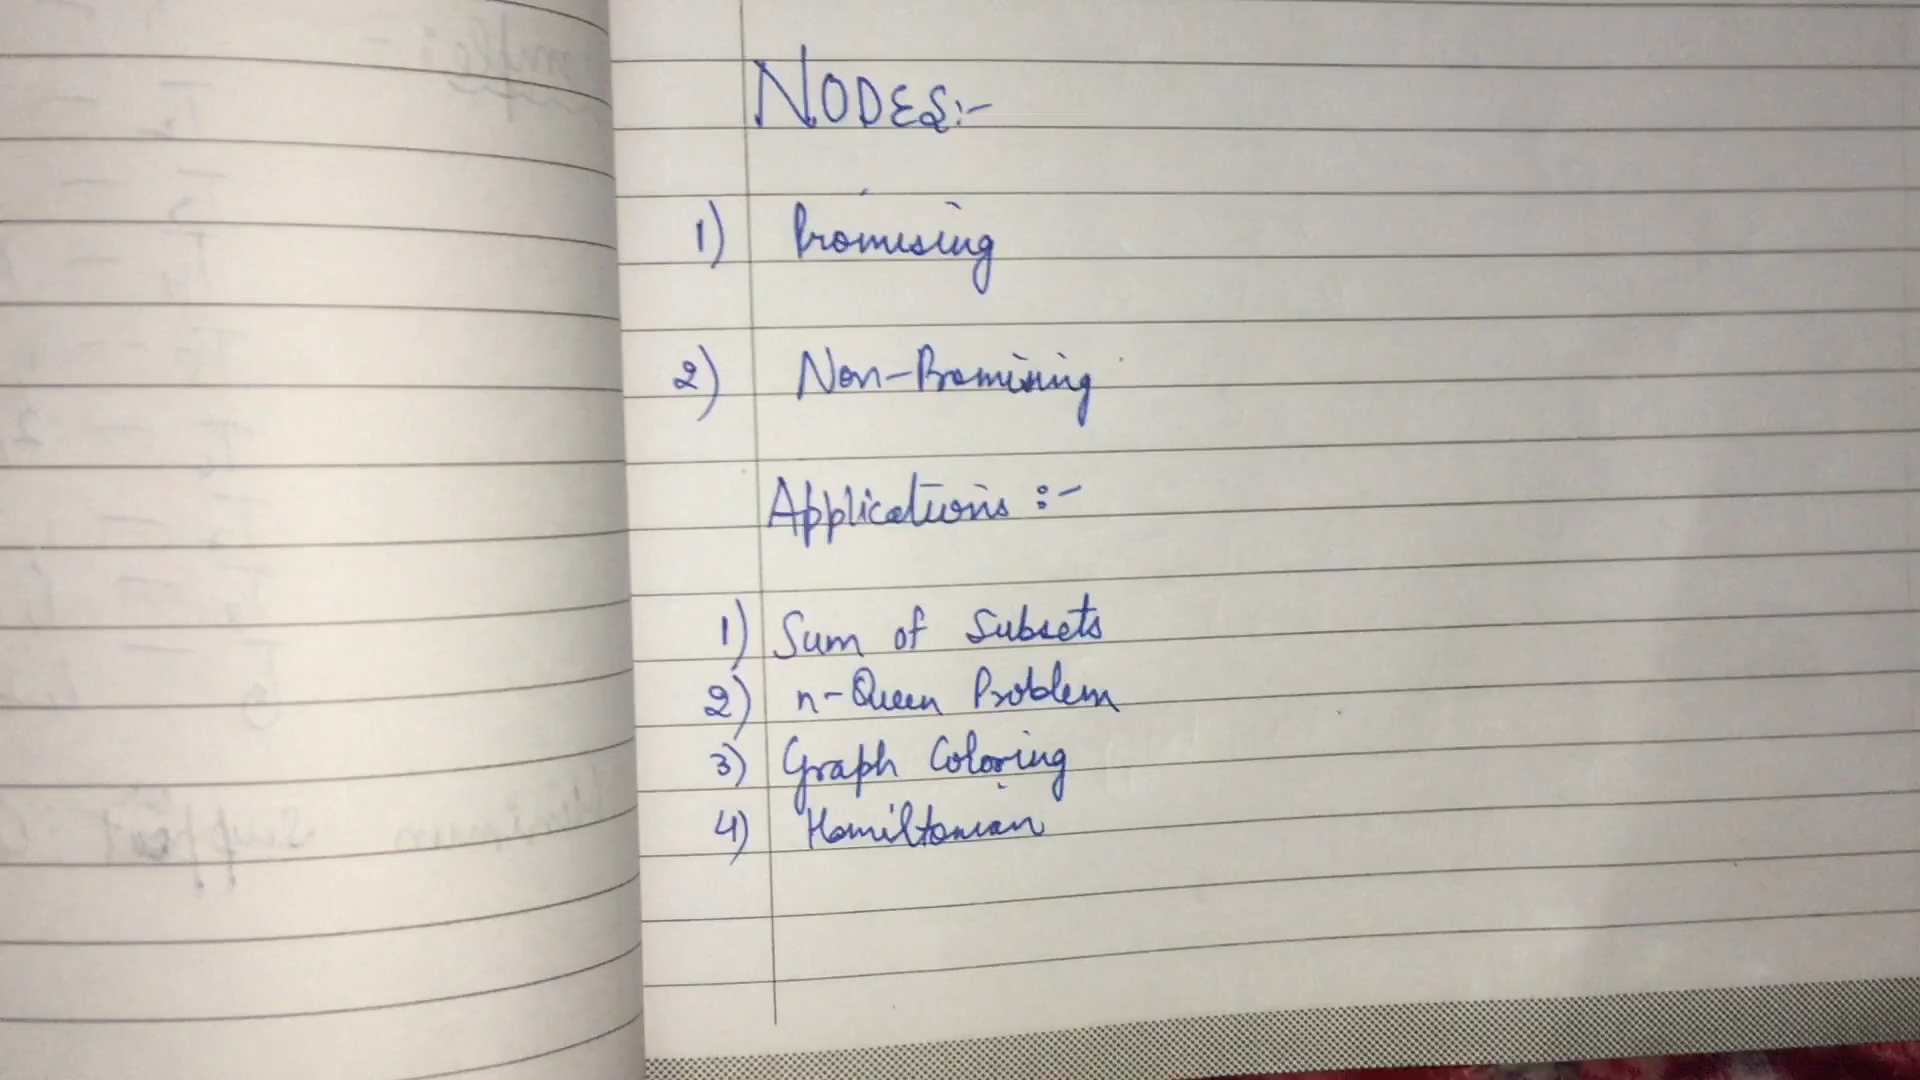 NODES:-
1) Promising
2) Non-Promising
Applications :-
1) Sum of Subsets
2) n-Queen Problem
3) Graph Coloring
4) Hamiltonian